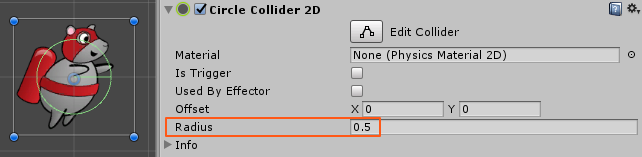 Circle Collider 2D
Edit Collider
Material None (Physics Material 2D)
Is Trigger
Used By Effector
Offset X 0 Y 0
Radius 0.5
Info